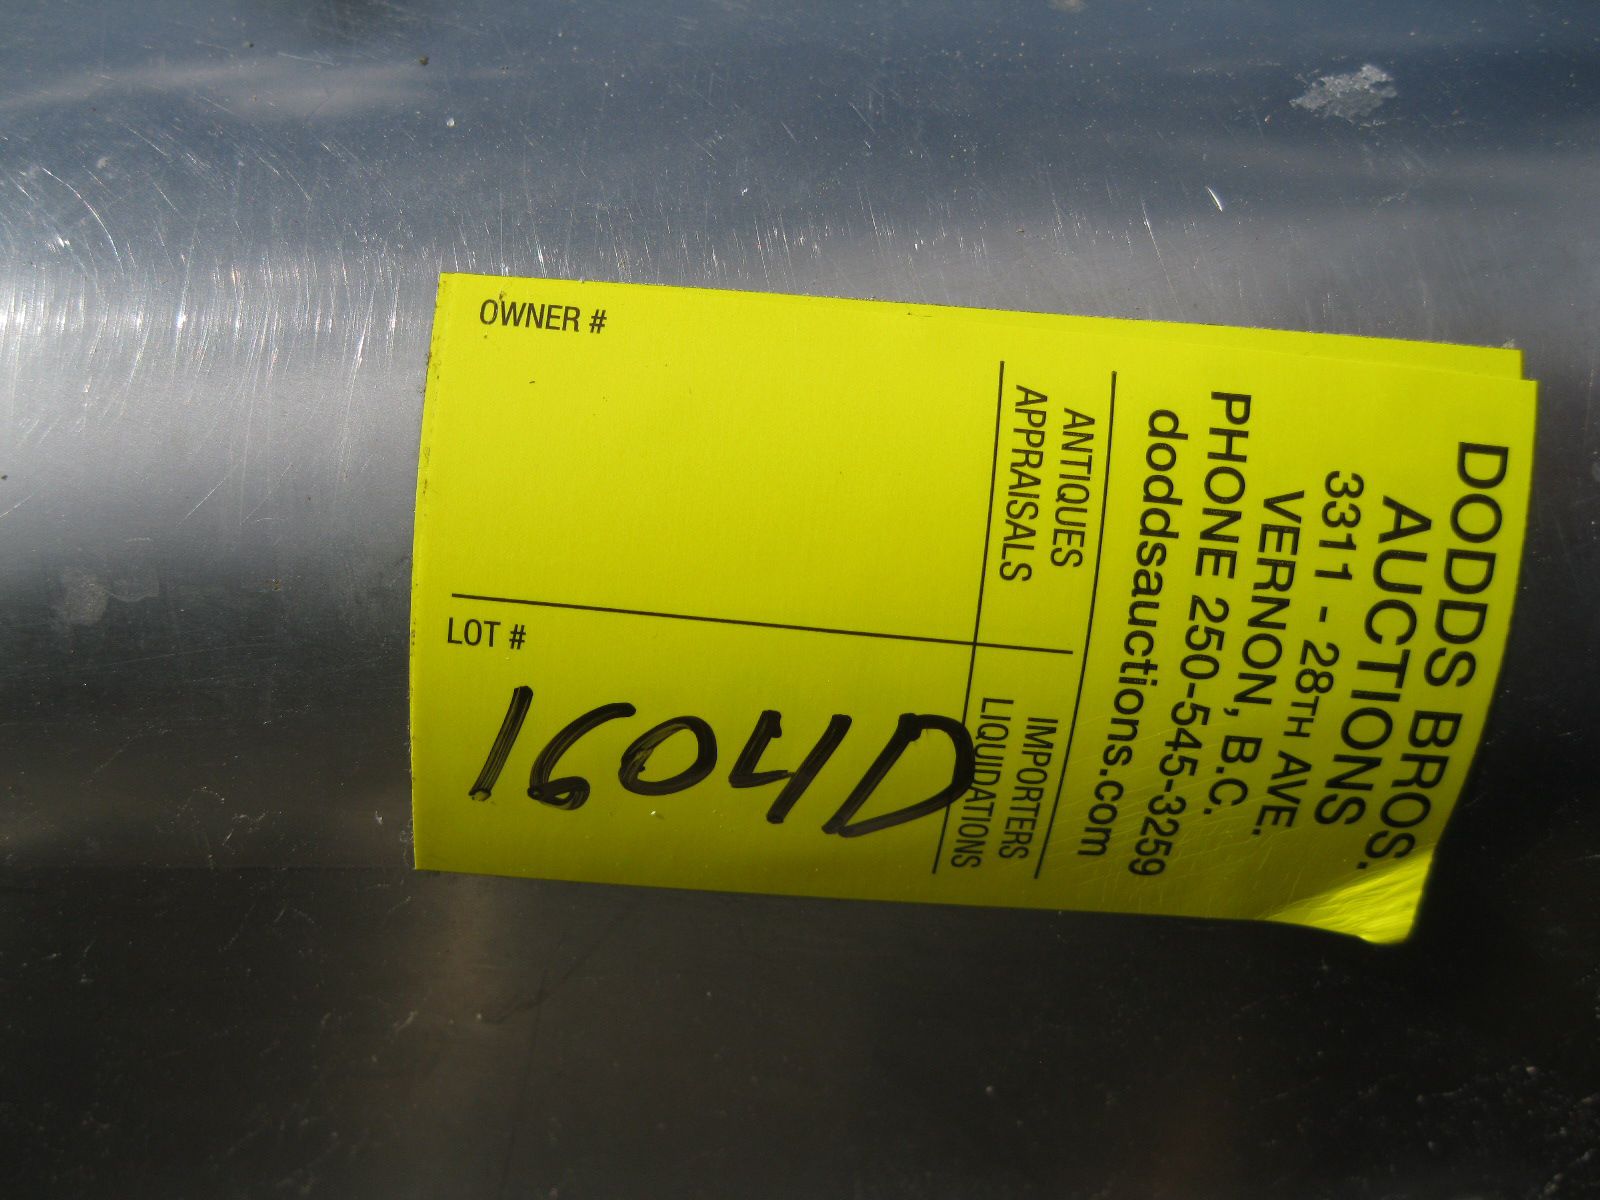 DODDS BROS.
AUCTIONS
3311 - 28TH AVE.
VERNON, B.C.
PHONE 250-545-3259
doddsauctions.com
ANTIQUES
APPRAISALS
IMPORTERS
LIQUIDATIONS
OWNER #
LOT #
1604D